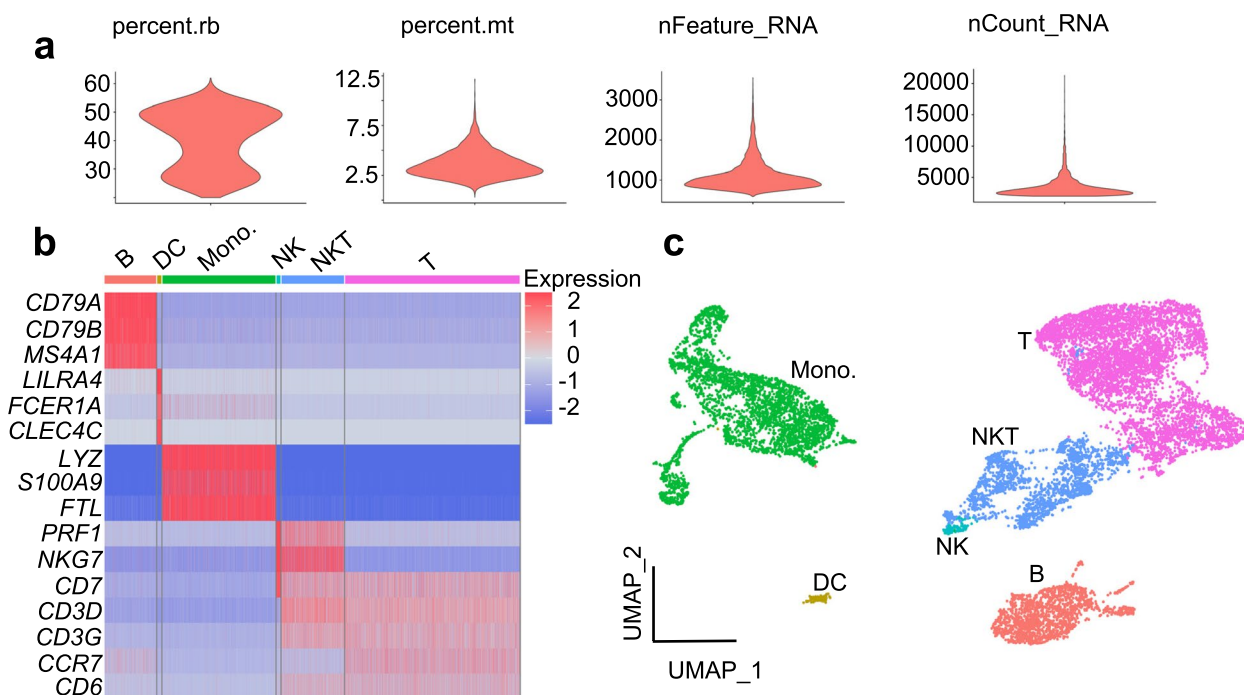 a
percent.rb
percent.mt
nFeature_RNA
nCount_RNA
60
50
40
30
12.5
7.5
2.5
3000
2000
1000
20000
15000
10000
5000
b
B
DC
Mono.
NK
NKT
T
Expression
2
1
0
-1
-2
CD79A
CD79B
MS4A1
LILRA4
FCER1A
CLEC4C
LYZ
S100A9
FTL
PRF1
NKG7
CD7
CD3D
CD3G
CCR7
CD6
c
T
Mono.
NKT
NK
B
DC
UMAP_2
UMAP_1